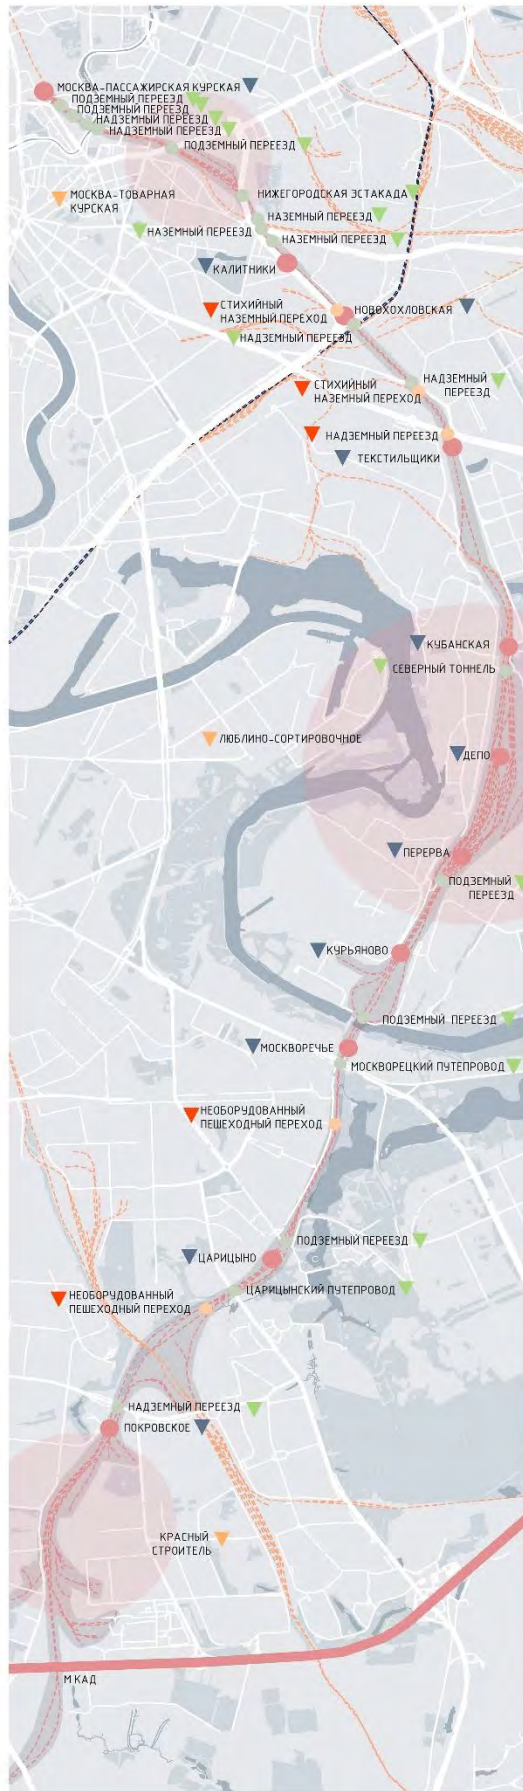 МОСКВА-ПАССАЖИРСКАЯ КУРСКАЯ
ПОДЗЕМНЫЙ ПЕРЕЕЗД
ПОДЗЕМНЫЙ ПЕРЕЕЗД
НАДЗЕМНЫЙ ПЕРЕЕЗД
НАДЗЕМНЫЙ ПЕРЕЕЗД
ПОДЗЕМНЫЙ ПЕРЕЕЗД
МОСКВА-ТОВАРНАЯ
КУРСКАЯ
НИЖЕГОРОДСКАЯ ЭСТАКАДА
НАЗЕМНЫЙ ПЕРЕЕЗД
НАЗЕМНЫЙ ПЕРЕЕЗД
НАЗЕМНЫЙ ПЕРЕЕЗД
КАЛИТНИКИ
СТИХИЙНЫЙ
НАЗЕМНЫЙ ПЕРЕХОД
НОВОХОХЛОВСКАЯ
НАДЗЕМНЫЙ ПЕРЕЕЗД
СТИХИЙНЫЙ
НАЗЕМНЫЙ ПЕРЕХОД
НАДЗЕМНЫЙ
ПЕРЕЕЗД
НАДЗЕМНЫЙ ПЕРЕЕЗД
ТЕКСТИЛЬЩИКИ
КУБАНСКАЯ
СЕВЕРНЫЙ ТОННЕЛЬ
ЛЮБЛИНО-СОРТИРОВОЧНОЕ
ДЕПО
ПЕРЕРВА
ПОДЗЕМНЫЙ
ПЕРЕЕЗД
КУРЬЯНОВО
ПОДЗЕМНЫЙ ПЕРЕЕЗД
МОСКВОРЕЧЬЕ
МОСКВОРЕЦКИЙ ПУТЕПРОВОД
НЕОБОРУДОВАННЫЙ
ПЕШЕХОДНЫЙ ПЕРЕХОД
ПОДЗЕМНЫЙ ПЕРЕЕЗД
ЦАРИЦЫНО
ЦАРИЦЫНСКИЙ ПУТЕПРОВОД
НЕОБОРУДОВАННЫЙ
ПЕШЕХОДНЫЙ ПЕРЕХОД
НАДЗЕМНЫЙ ПЕРЕЕЗД
ПОКРОВСКОЕ
КРАСНЫЙ
СТРОИТЕЛЬ
МКАД